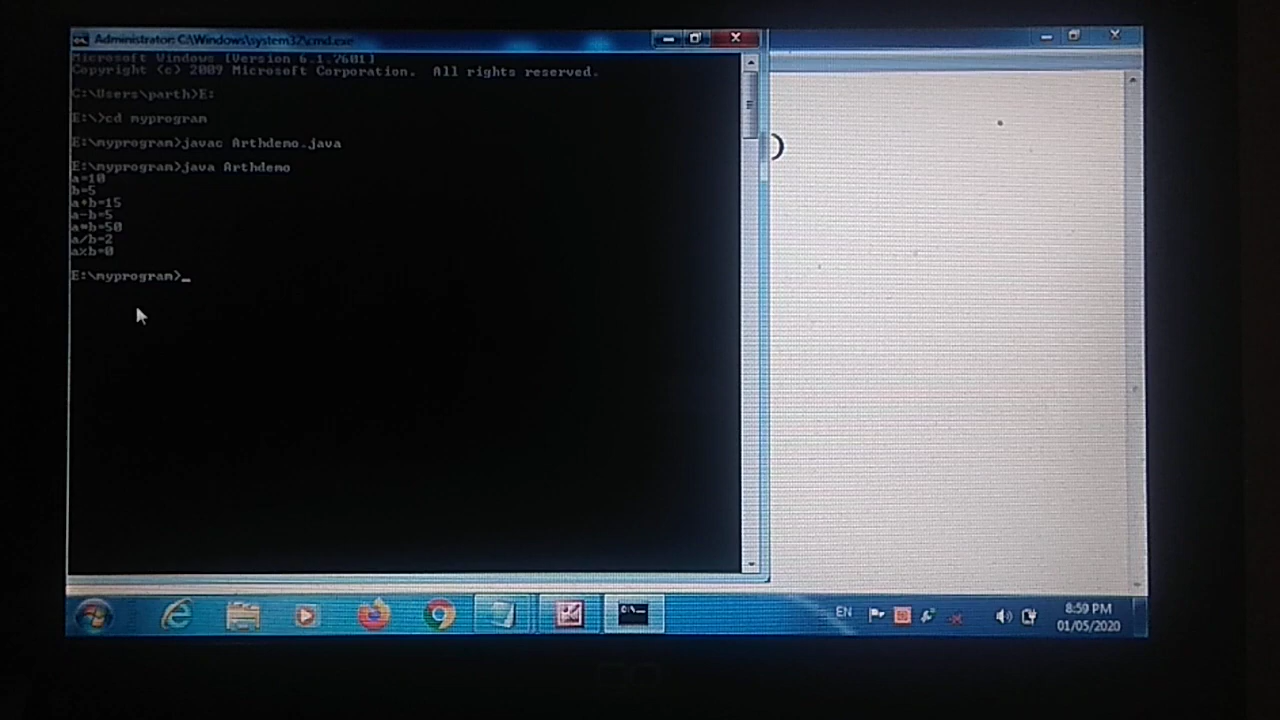 Administrator: C:\Windows\system32\cmd.exe
Microsoft Windows [Version 6.1.7601]
Copyright (c) 2009 Microsoft Corporation.  All rights reserved.
C:\Users\parth>E:
E:\>cd myprogram
E:\myprogram>javac Arthdemo.java
E:\myprogram>java Arthdemo
a=10
b=5
a+b=15
a-b=5
a*b=50
a/b=2
a%b=0
E:\myprogram>_
)
EN
8:59 PM
01/05/2020